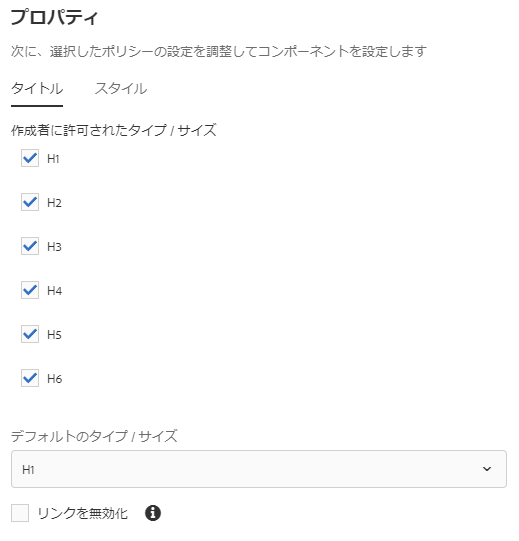 プロパティ
次に、選択したポリシーの設定を調整してコンポーネントを設定します
タイトル スタイル
作成者に許可されたタイプ / サイズ
H1
H2
H3
H4
H5
H6
デフォルトのタイプ / サイズ
H1
リンクを無効化